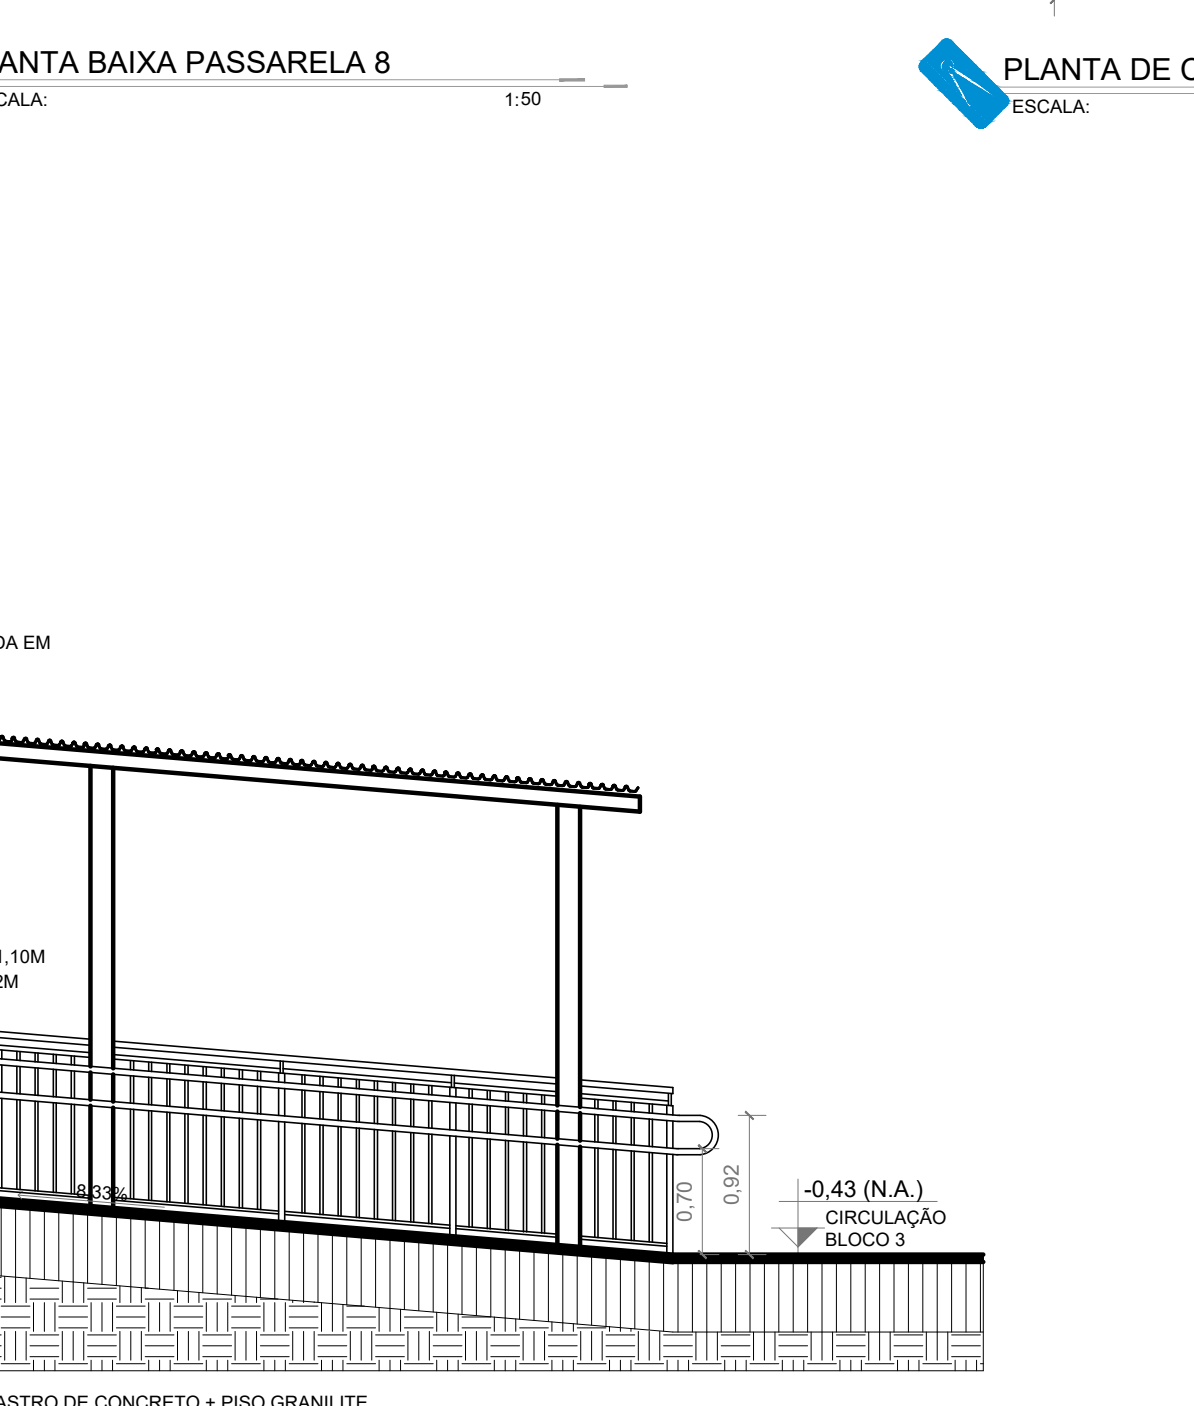 ANTA BAIXA PASSARELA 8
CALA: 1:50
PLANTA DE C
ESCALA:
DA EM
1,10M
2M
8,33%
0,70
0,92
-0,43 (N.A.)
CIRCULAÇÃO
BLOCO 3
ASTRO DE CONCRETO + PISO GRANILITE